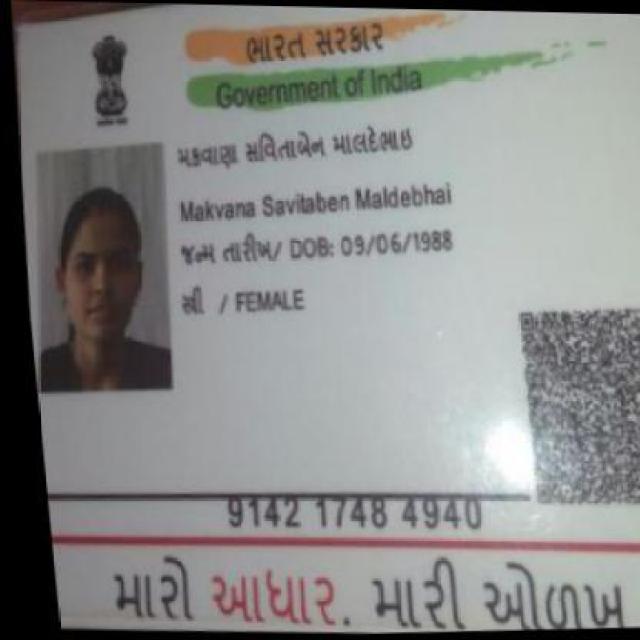 ભારત સરકાર
Government of India
મકવાણા સવિતાબેન માલદેભાઇ
Makvana Savitaben Maldebhai
જન્મ તારીખ/ DOB: 09/06/1988
સ્ત્રી / FEMALE
9142 1748 4940
મારો આધાર. મારી ઓળખ